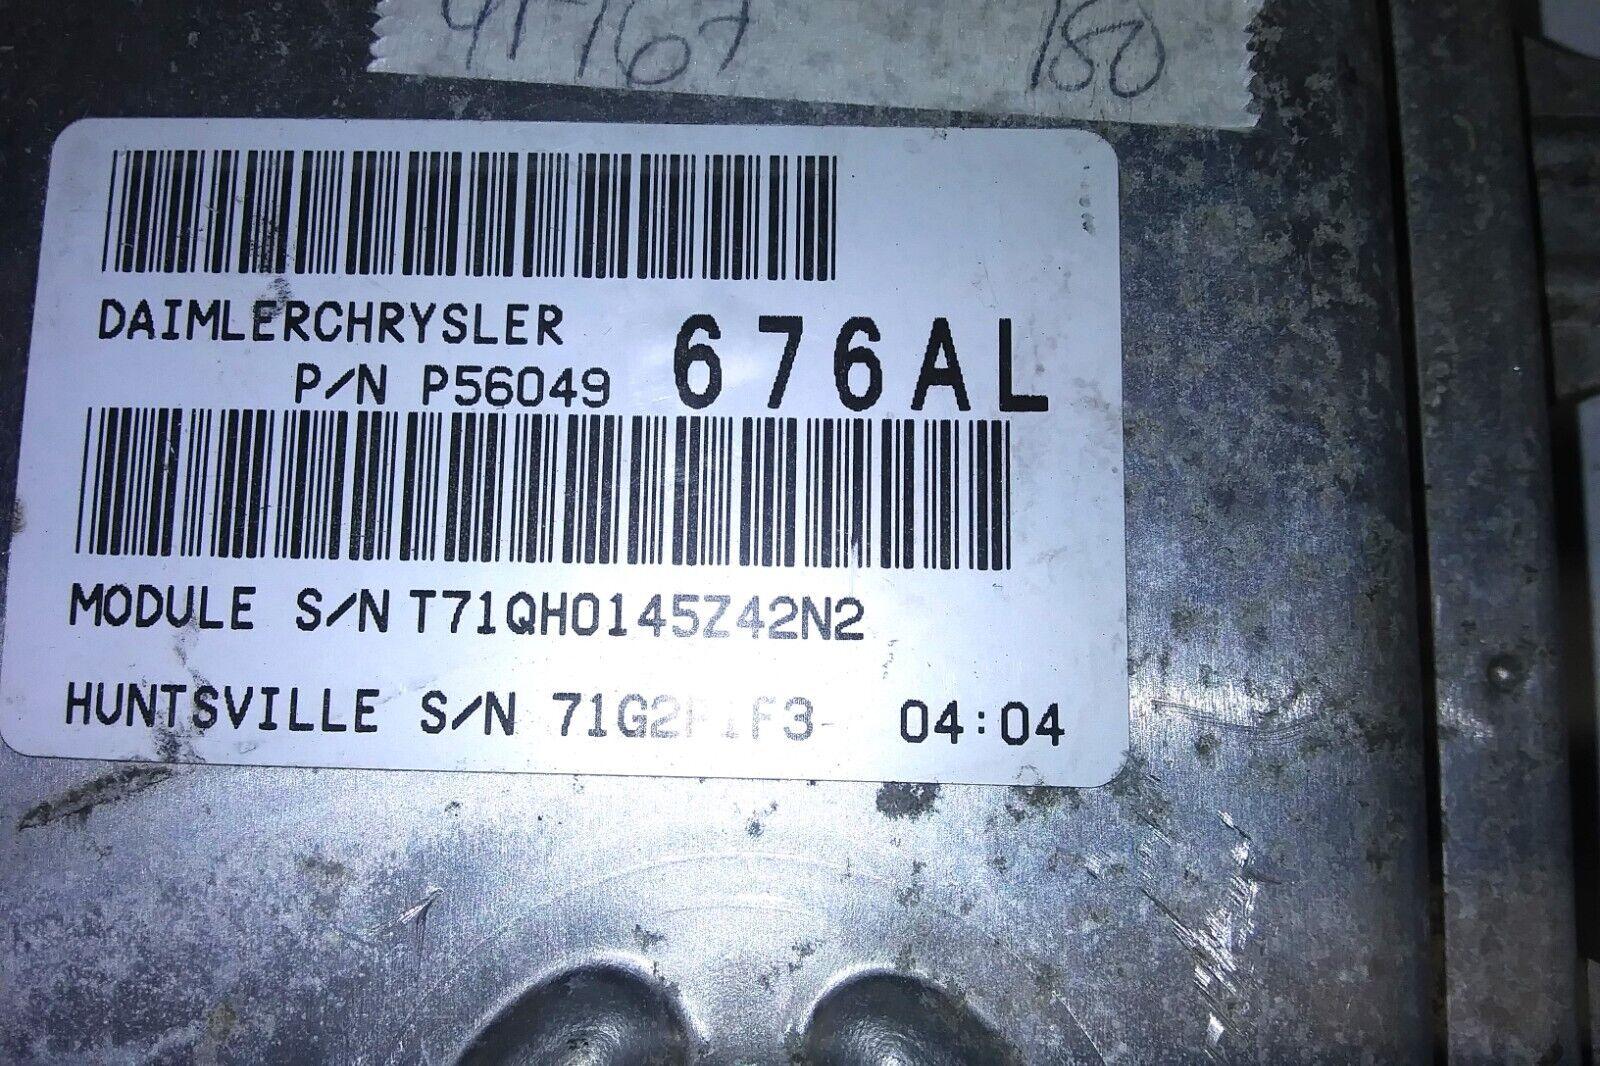 180
DAIMLERCHRYSLER
P/N P56049 676AL
MODULE S/N T71QH0145Z42N2
HUNTSVILLE S/N 04:04